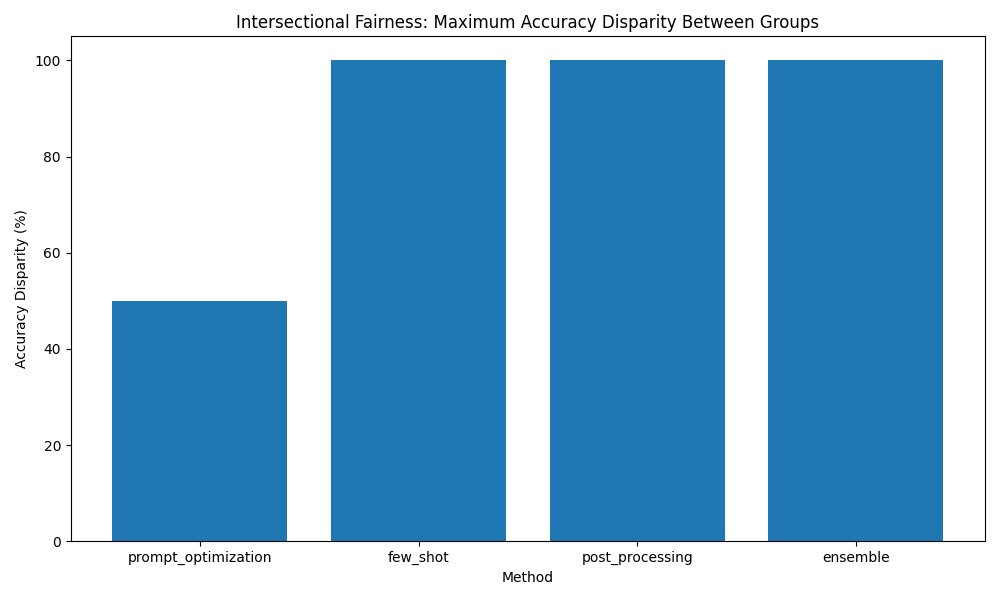 Intersectional Fairness: Maximum Accuracy Disparity Between Groups
Accuracy Disparity (%)
100
80
60
40
20
0
prompt_optimization
few_shot
post_processing
ensemble
Method